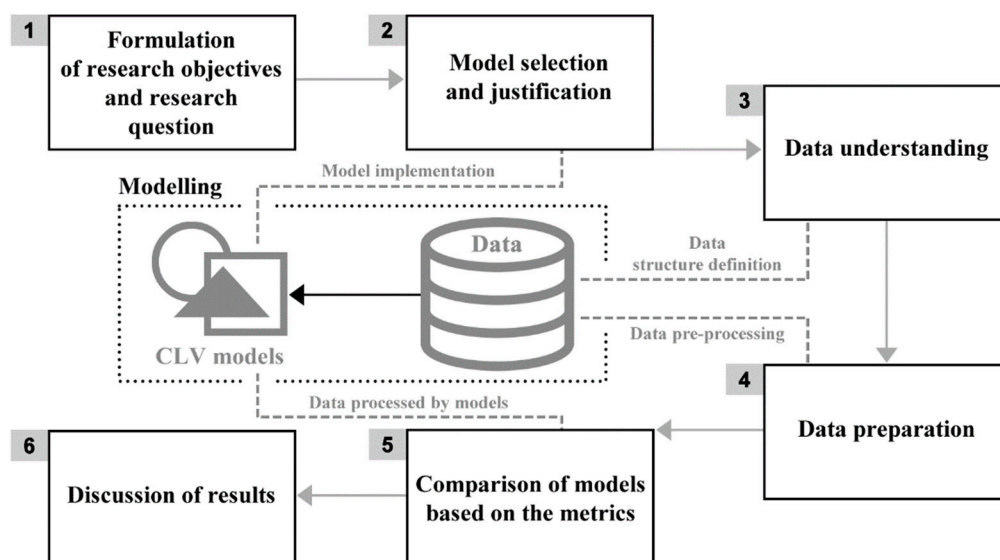 1
Formulation
of research objectives
and research
question
2
Model selection
and justification
3
Data understanding
Model implementation
Modelling
Data
Data
structure definition
CLV models
Data pre-processing
4
Data preparation
Data processed by models
5
Comparison of models
based on the metrics
6
Discussion of results